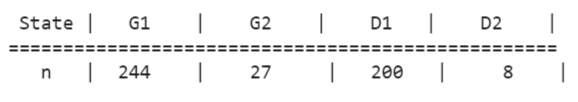 State | G1 | G2 | D1 | D2 |
==================================================
n | 244 | 27 | 200 | 8 |